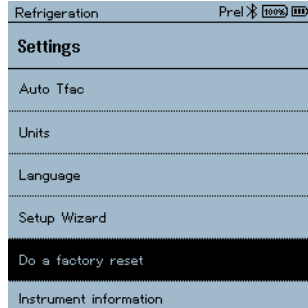 Refrigeration Prel 100%
Settings
Auto Tfac
Units
Language
Setup Wizard
Do a factory reset
Instrument information